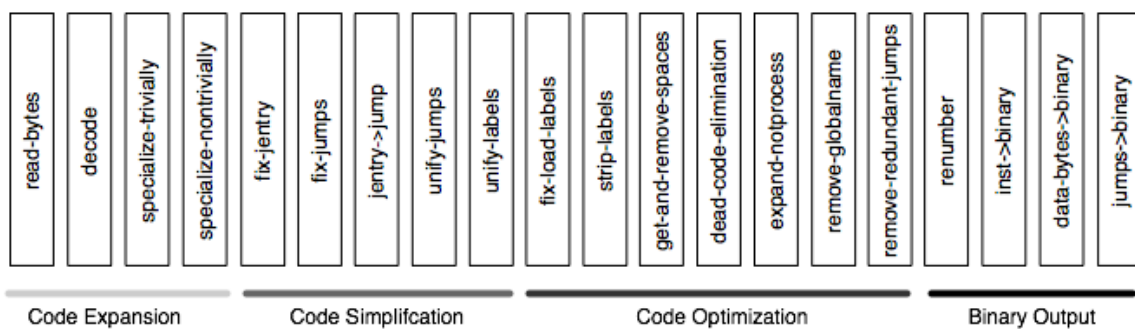 read-bytes
decode
specialize-trivially
specialize-nontrivially
fix-jentry
fix-jumps
jentry->jump
unify-jumps
unify-labels
fix-load-labels
strip-labels
get-and-remove-spaces
dead-code-elimination
expand-notprocess
remove-globalname
remove-redundant-jumps
renumber
inst->binary
data-bytes->binary
jumps->binary
Code Expansion
Code Simplifcation
Code Optimization
Binary Output